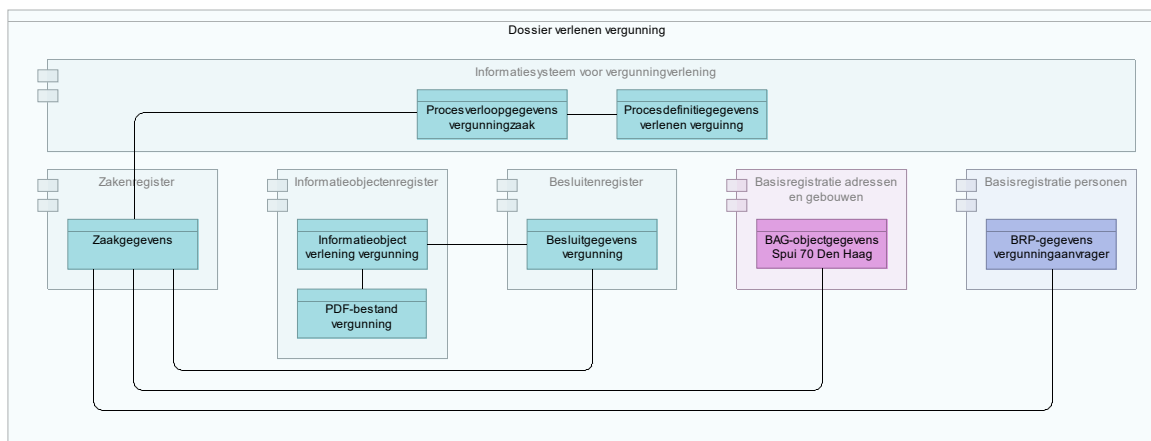 Dossier verlenen vergunning
Informatiesysteem voor vergunningverlening
Procesverloopgegevens
vergunningzaak
Procesdefinitiegegevens
verlenen verguinng
Zakenregister
Informatieobjectenregister
Besluitenregister
Basisregistratie adressen
en gebouwen
Basisregistratie personen
Zaakgegevens
Informatieobject
verlening vergunning
Besluitgegevens
vergunning
BAG-objectgegevens
Spui 70 Den Haag
BRP-gegevens
vergunningaanvrager
PDF-bestand
vergunning